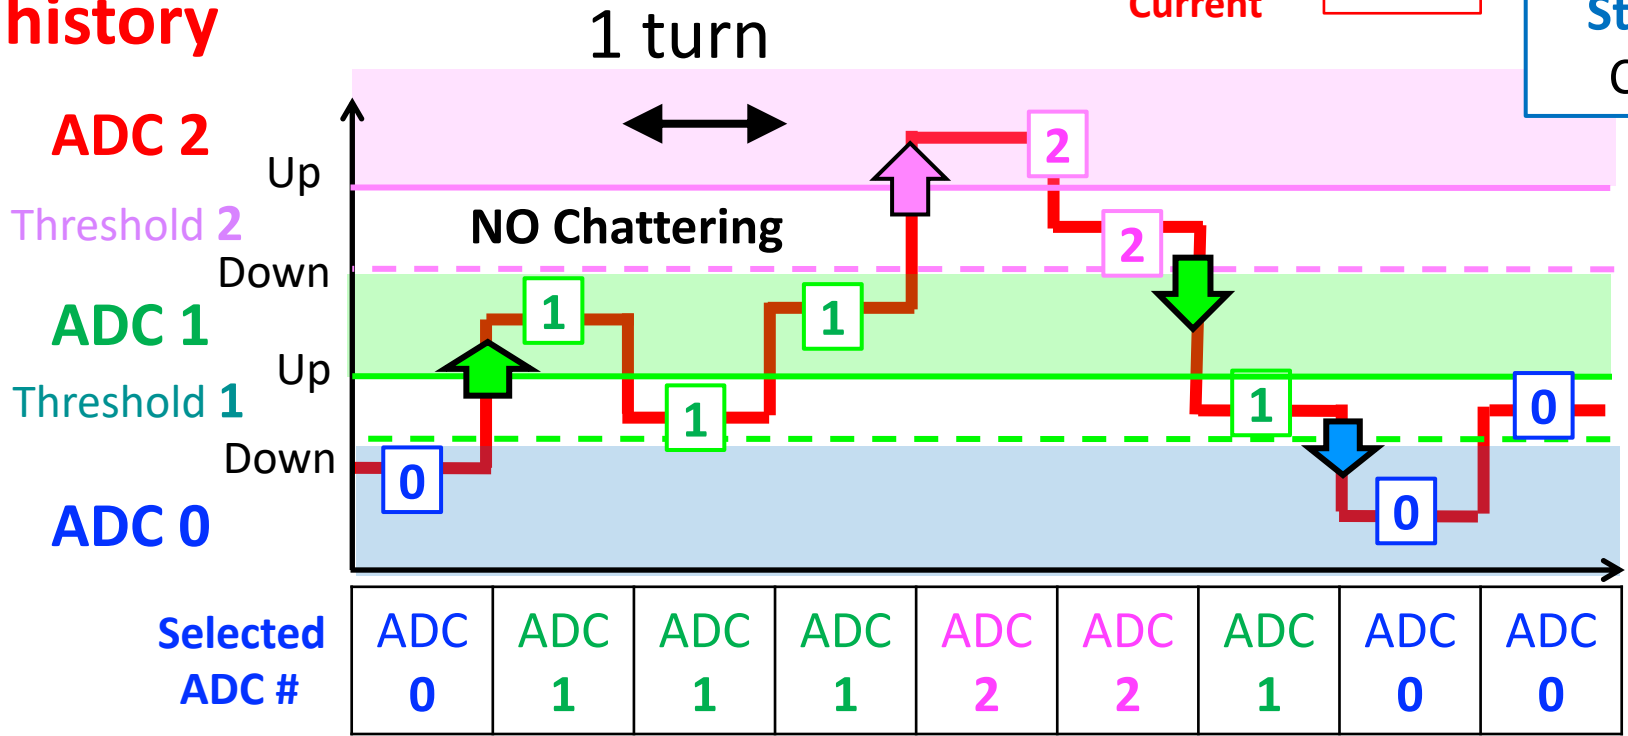 history
1 turn
Current
St
ADC 2
Up
Threshold 2
NO Chattering
Down
ADC 1
Up
Threshold 1
Down
ADC 0
0
1
1
1
2
2
1
0
0
Selected ADC #
ADC 0
ADC 1
ADC 1
ADC 1
ADC 2
ADC 2
ADC 1
ADC 0
ADC 0